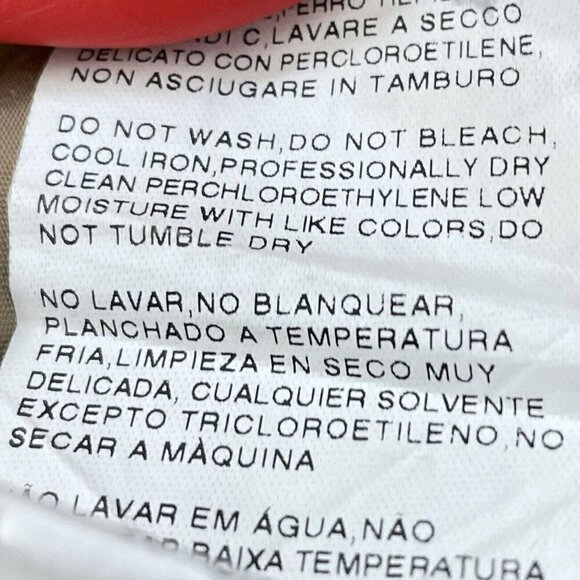 C,LAVARE A SECCO
DELICATO CON PERCLOROETILENE,
NON ASCIUGARE IN TAMBURO
DO NOT WASH,DO NOT BLEACH,
COOL IRON,PROFESSIONALLY DRY
CLEAN PERCHLOROETHYLENE LOW
MOISTURE WITH LIKE COLORS,DO
NOT TUMBLE DRY
NO LAVAR,NO BLANQUEAR,
PLANCHADO A TEMPERATURA
FRIA,LIMPIEZA EN SECO MUY
DELICADA, CUALQUIER SOLVENTE
EXCEPTO TRICLOROETILENO,NO
SECAR A MÀQUINA
LAVAR EM ÁGUA,NÃO
BAIXA TEMPERATURA